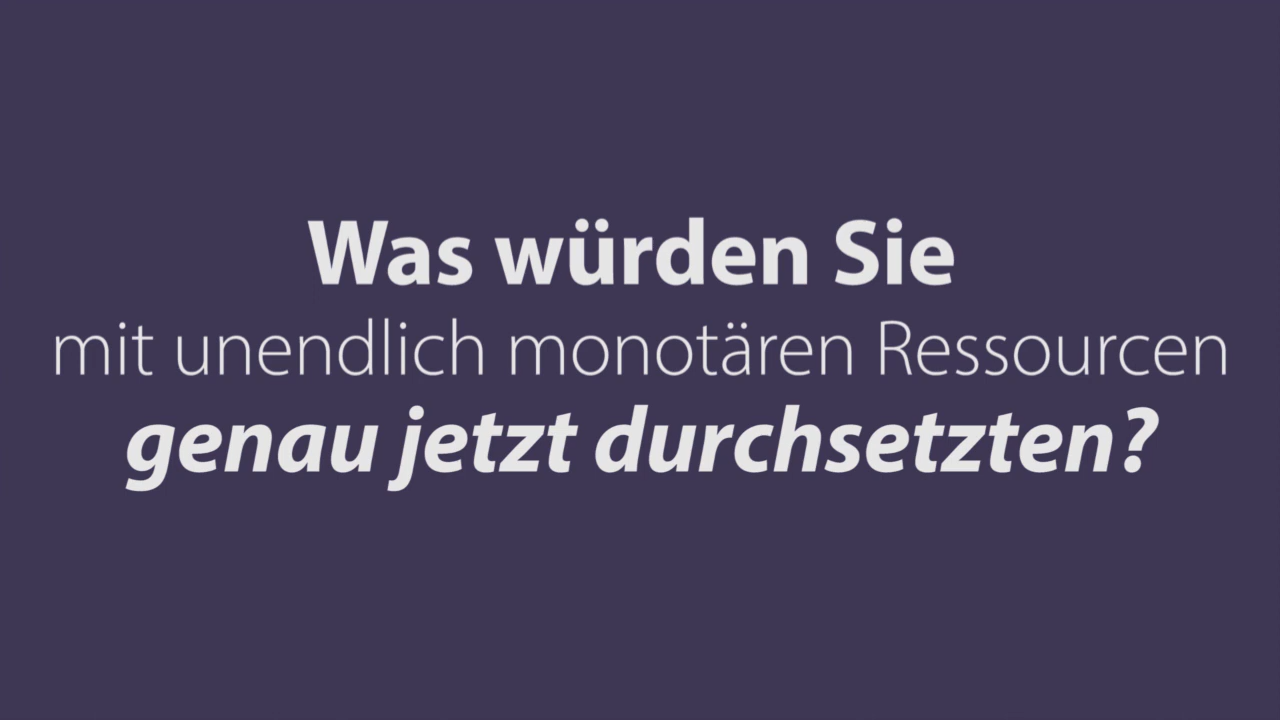 Was würden Sie
mit unendlich monotären Ressourcen
genau jetzt durchsetzten?